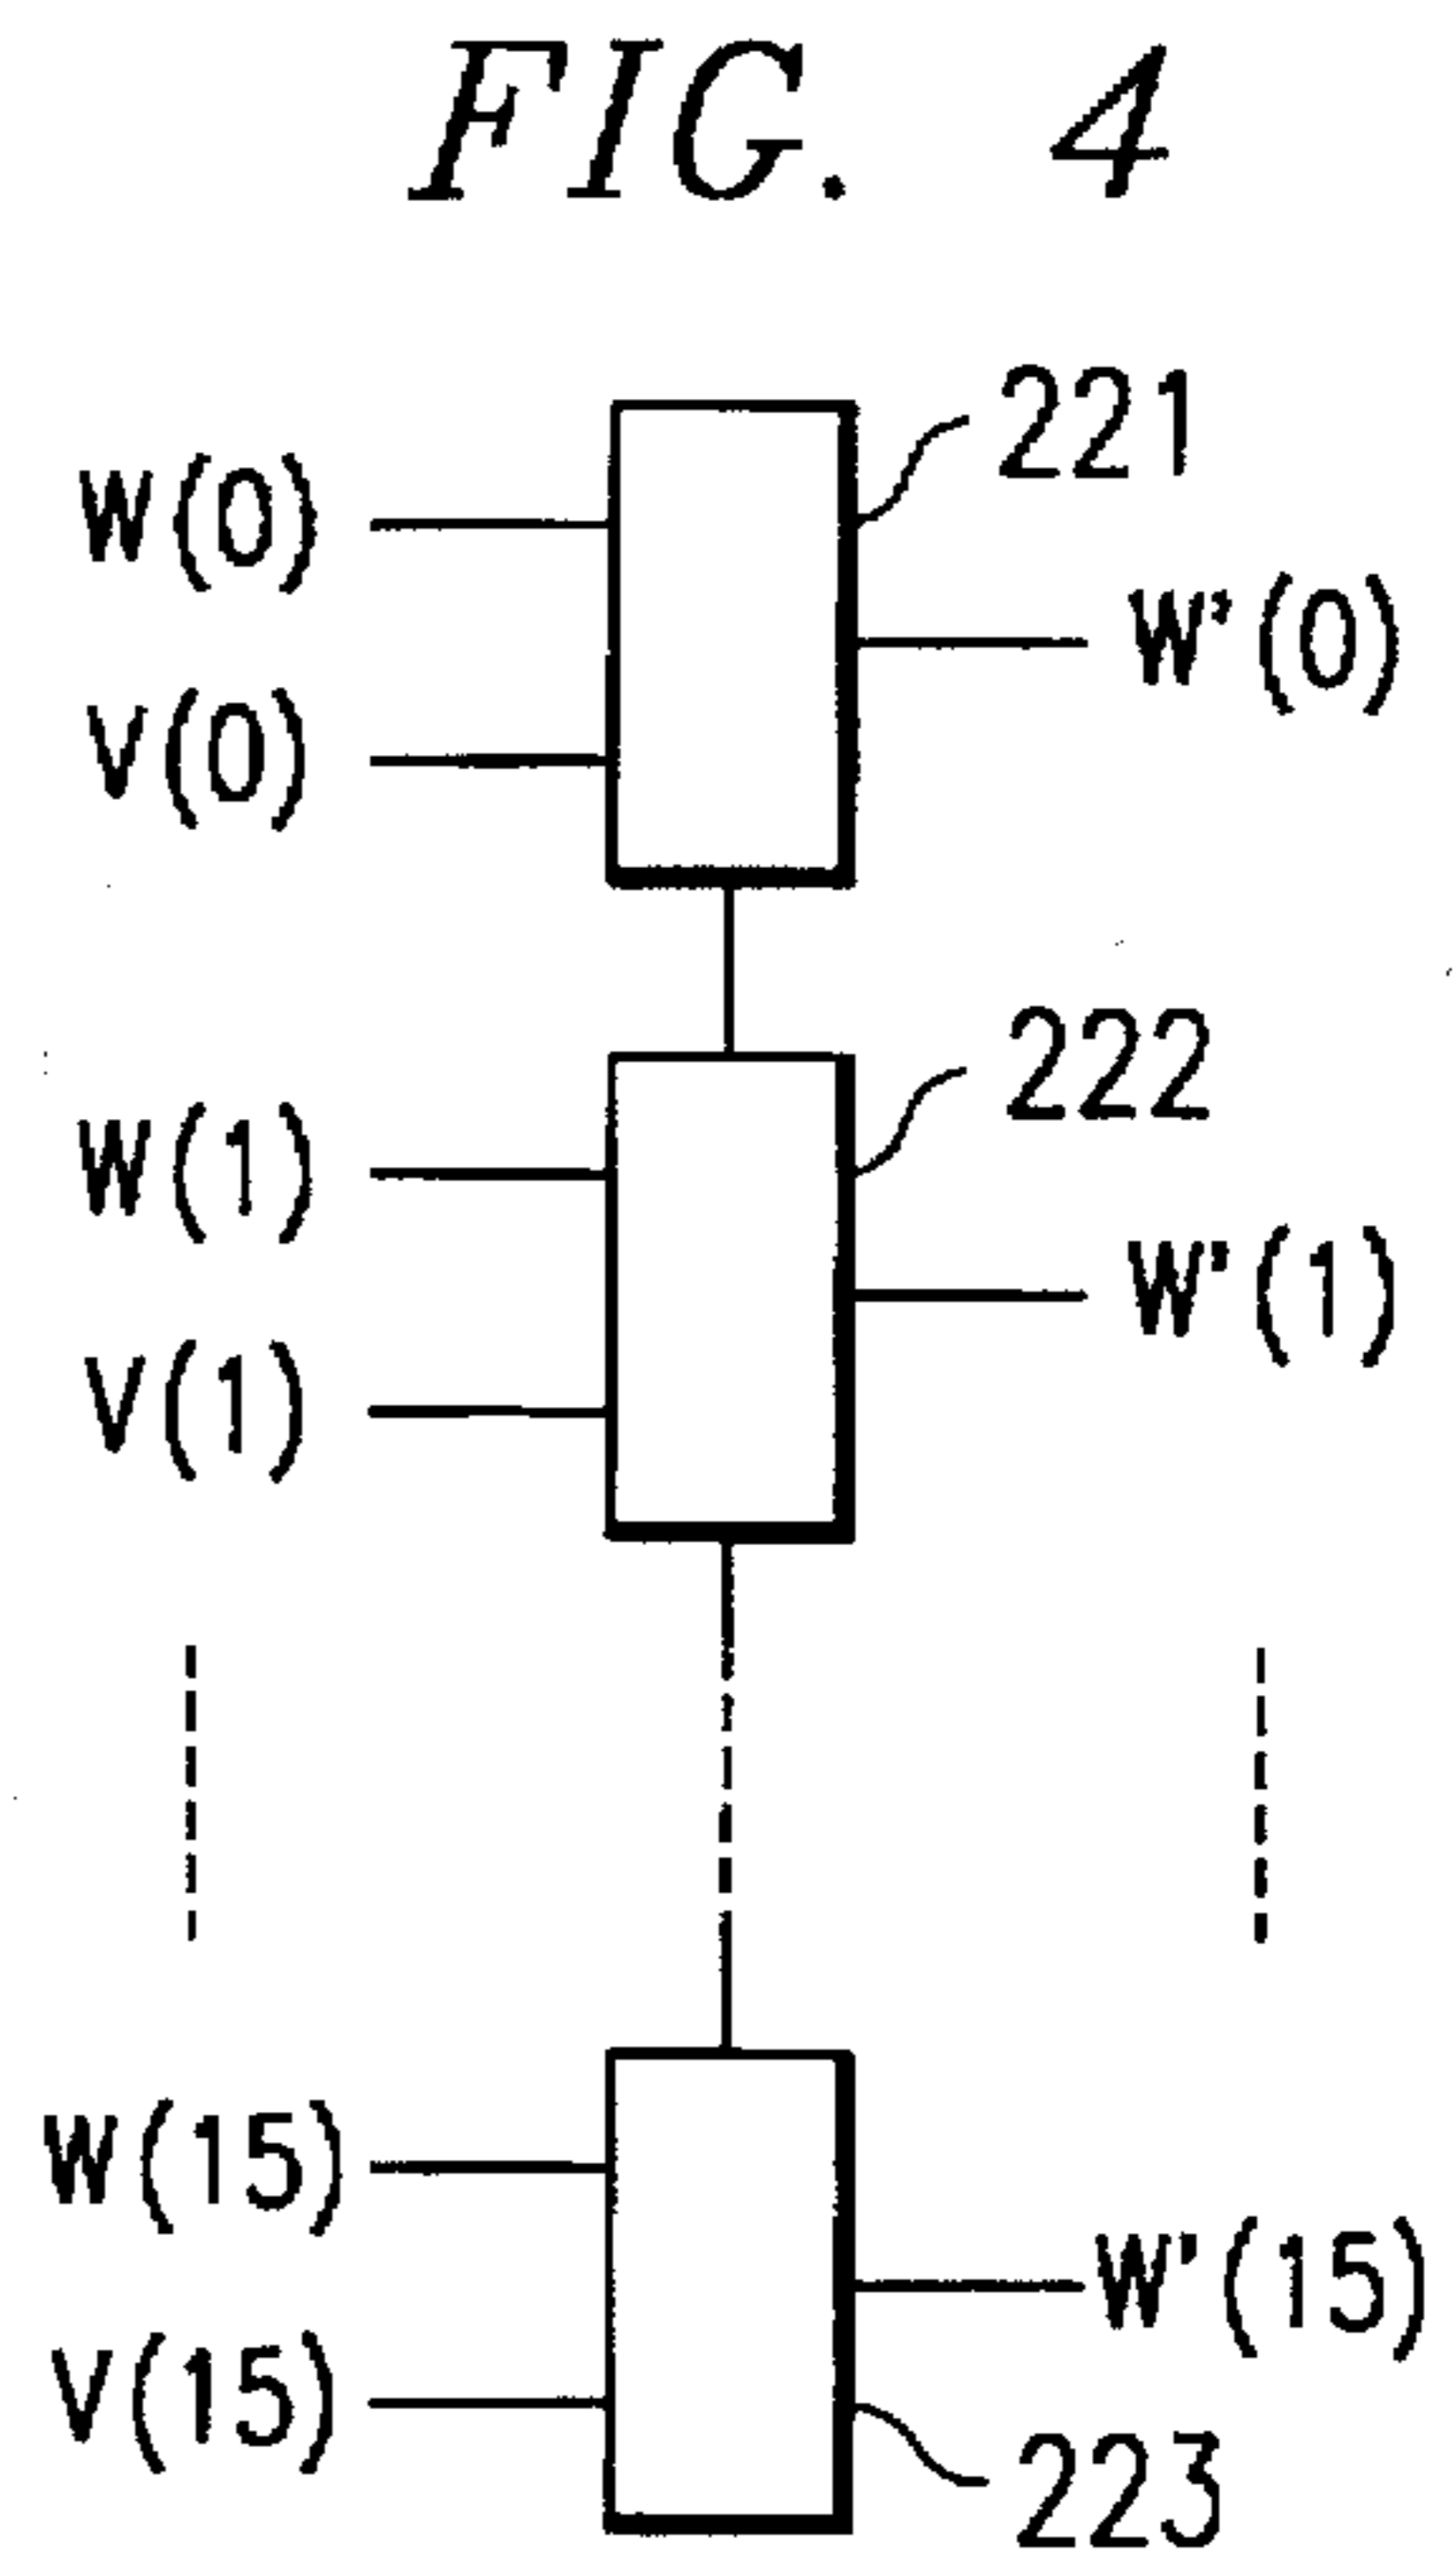 FIG. 4
221
W(0)
W'(0)
V(0)
222
W(1)
W'(1)
V(1)
W(15)
W'(15)
V(15)
223